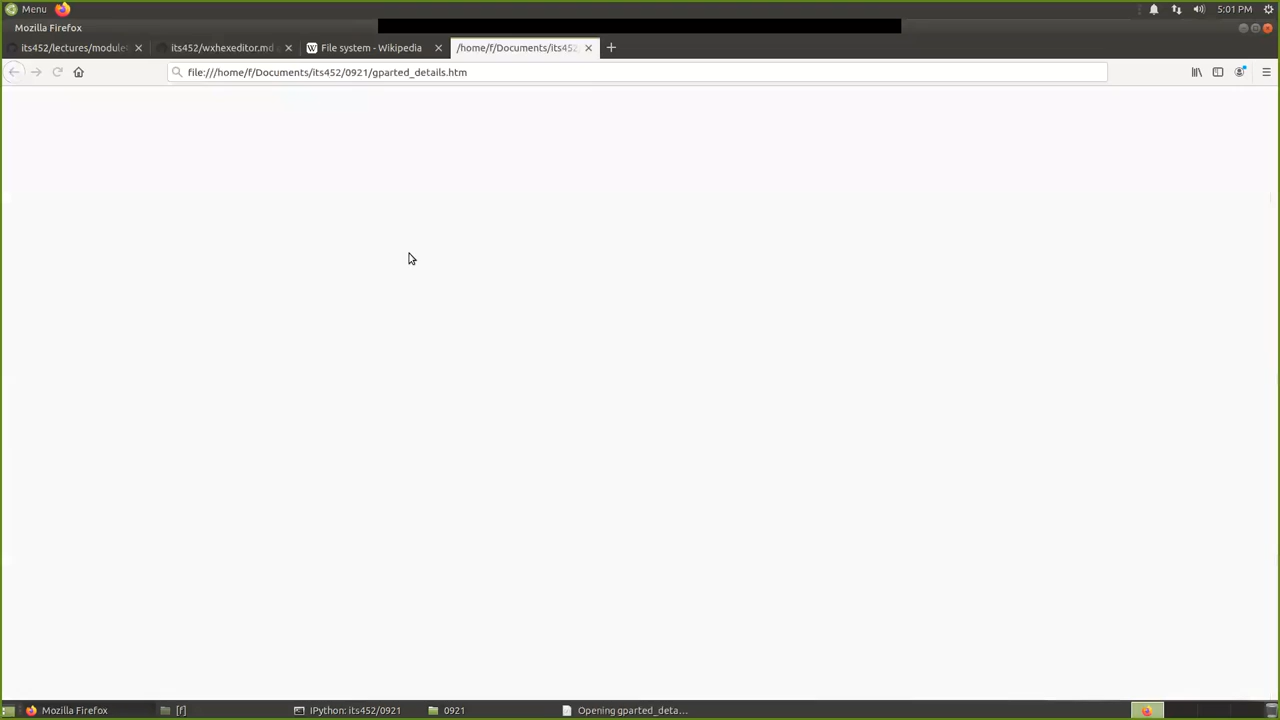 Menu
5:01 PM
Mozilla Firefox
its452/lectures/module
its452/wxhexeditor.md
File system - Wikipedia
/home/f/Documents/its452
file:///home/f/Documents/its452/0921/gparted_details.htm
Mozilla Firefox
[f]
IPython: its452/0921
0921
Opening gparted_deta...